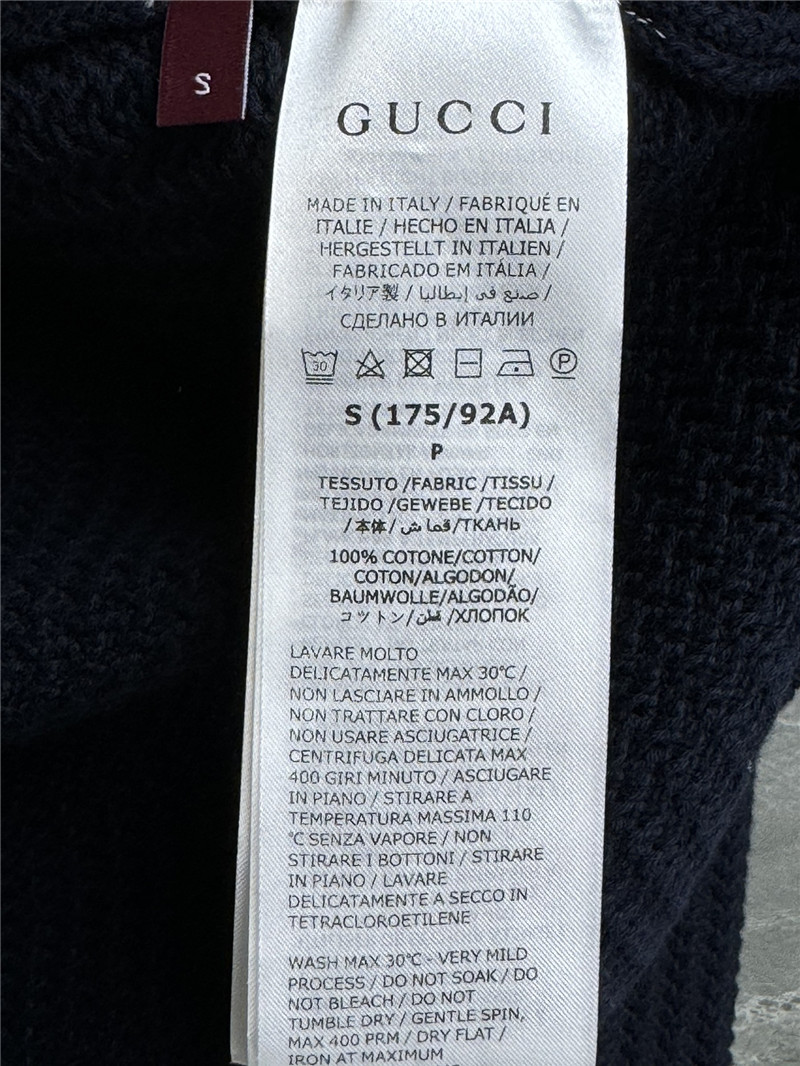 S
GUCCI
MADE IN ITALY / FABRIQUÉ EN
ITALIE / HECHO EN ITALIA /
HERGESTELLT IN ITALIEN /
FABRICADO EM ITÁLIA /
イタリア製 / صنع في إيطاليا /
СДЕЛАНО В ИТАЛИИ
30 P
S (175/92A)
P
TESSUTO /FABRIC /TISSU /
TEJIDO /GEWEBE /TECIDO
/本体/ قماش/ТКАНЬ
100% COTONE/COTTON/
COTON/ALGODON/
BAUMWOLLE/ALGODÃO/
コットン/قطن /ХЛОПОК
LAVARE MOLTO
DELICATAMENTE MAX 30°C /
NON LASCIARE IN AMMOLLO /
NON TRATTARE CON CLORO /
NON USARE ASCIUGATRICE /
CENTRIFUGA DELICATA MAX
400 GIRI MINUTO / ASCIUGARE
IN PIANO / STIRARE A
TEMPERATURA MASSIMA 110
°C SENZA VAPORE / NON
STIRARE I BOTTONI / STIRARE
IN PIANO / LAVARE
DELICATAMENTE A SECCO IN
TETRACLOROETILENE
WASH MAX 30°C - VERY MILD
PROCESS / DO NOT SOAK / DO
NOT BLEACH / DO NOT
TUMBLE DRY / GENTLE SPIN,
MAX 400 PRM / DRY FLAT /
IRON AT MAXIMUM